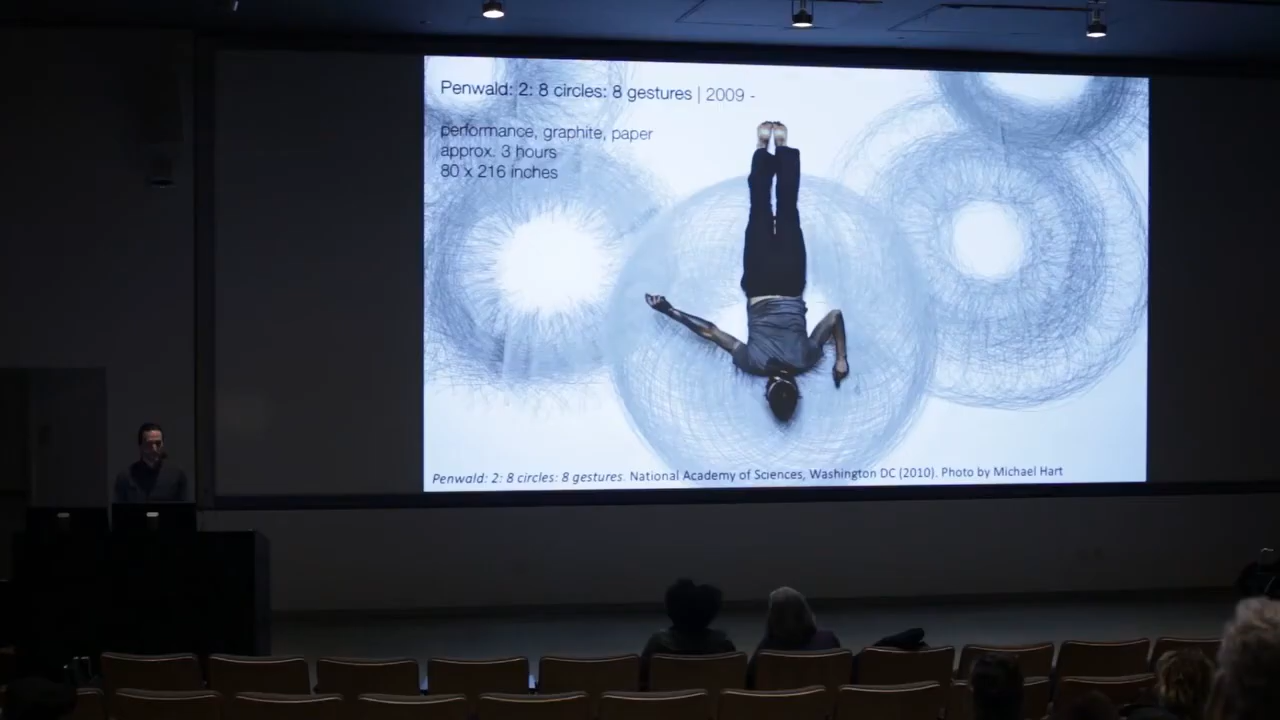 Penwald: 2: 8 circles: 8 gestures | 2009 -
performance, graphite, paper
approx. 3 hours
80 x 216 inches
Penwald: 2: 8 circles: 8 gestures. National Academy of Sciences, Washington DC (2010). Photo by Michael Hart